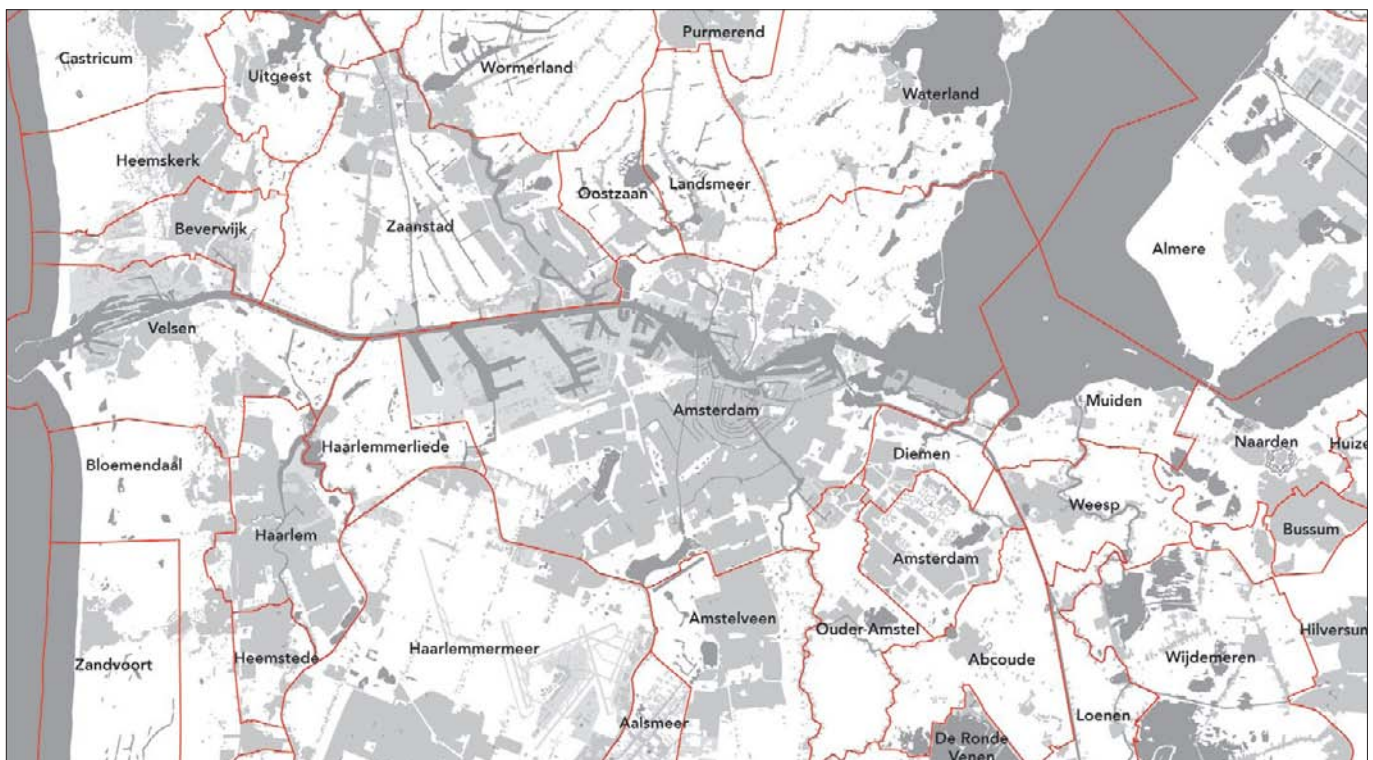 Castricum
Uitgeest
Wormerland
Purmerend
Waterland
Heemskerk
Oostzaan
Landsmeer
Beverwijk
Zaanstad
Almere
Velsen
Amsterdam
Muiden
Bloemendaal
Haarlemmerliede
Diemen
Naarden
Huize
Weesp
Haarlem
Amsterdam
Bussum
Amstelveen
Ouder-Amstel
Hilversum
Zandvoort
Heemstede
Haarlemmermeer
Abcoude
Wijdemeren
Aalsmeer
Loenen
De Ronde
Venen